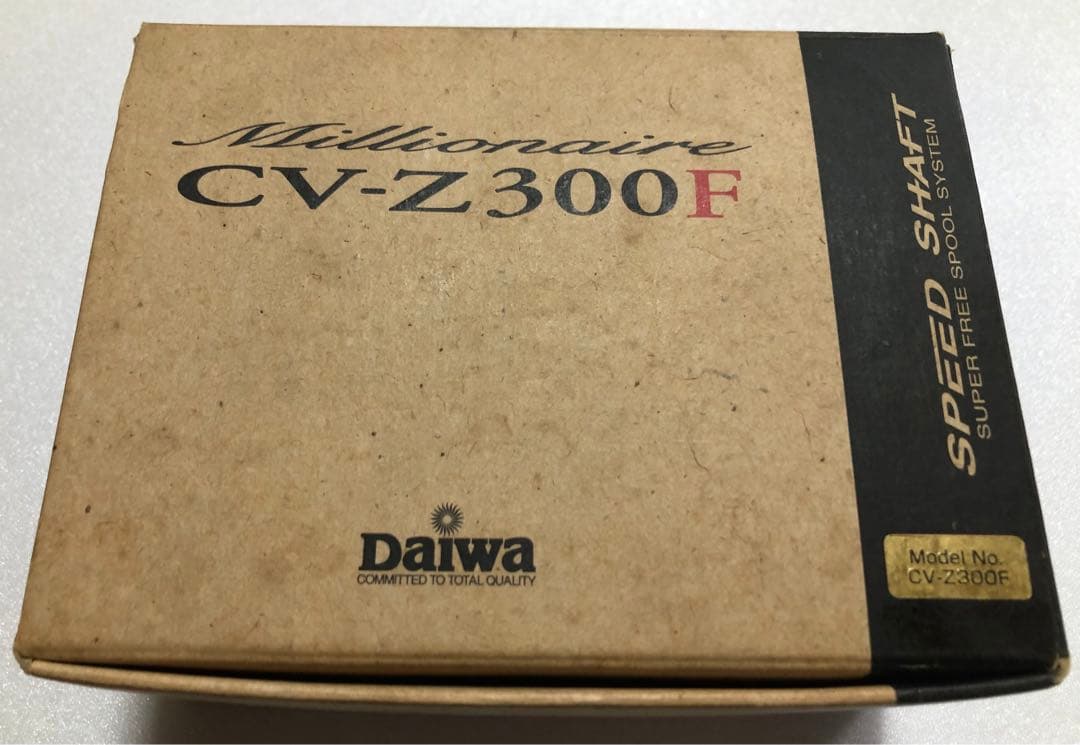 Millionaire
CV-Z300F
Daiwa
COMMITTED TO TOTAL QUALITY
SPEED SHAFT
SUPER FREE SPOOL SYSTEM
Model No.
CV-Z300F